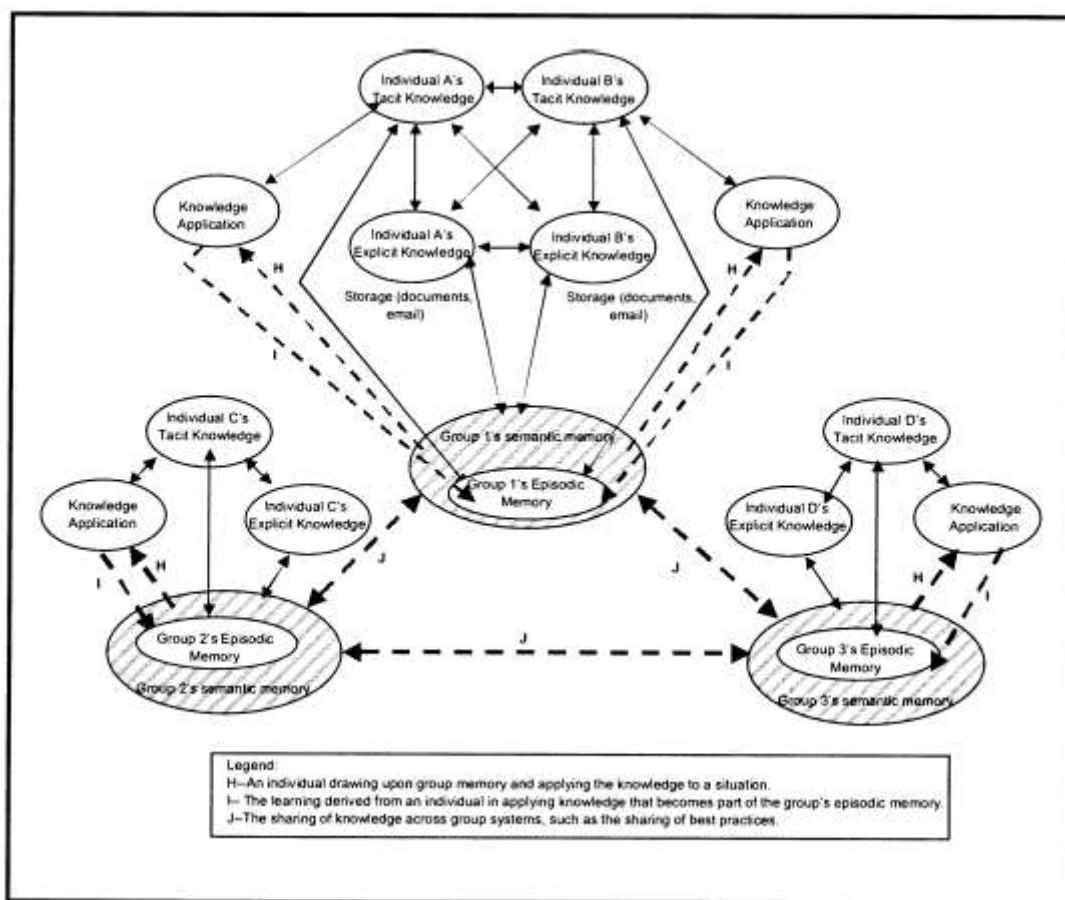 Individual A's
Tacit Knowledge
Individual B's
Tacit Knowledge
Knowledge
Application
Individual A's
Explicit Knowledge
Individual B's
Explicit Knowledge
Knowledge
Application
H
H
Storage (documents,
email)
Storage (documents,
email)
I
I
Individual C's
Tacit Knowledge
Group 1's semantic memory
Individual D's
Tacit Knowledge
Knowledge
Application
Individual C's
Explicit Knowledge
Group 1's Episodic
Memory
Individual D's
Explicit Knowledge
Knowledge
Application
I
H
J
J
H
I
Group 2's Episodic
Memory
Group 2's semantic memory
J
Group 3's Episodic
Memory
Group 3's semantic memory
Legend:
H--An individual drawing upon group memory and applying the knowledge to a situation.
I-- The learning derived from an individual in applying knowledge that becomes part of the group's episodic memory.
J--The sharing of knowledge across group systems, such as the sharing of best practices.